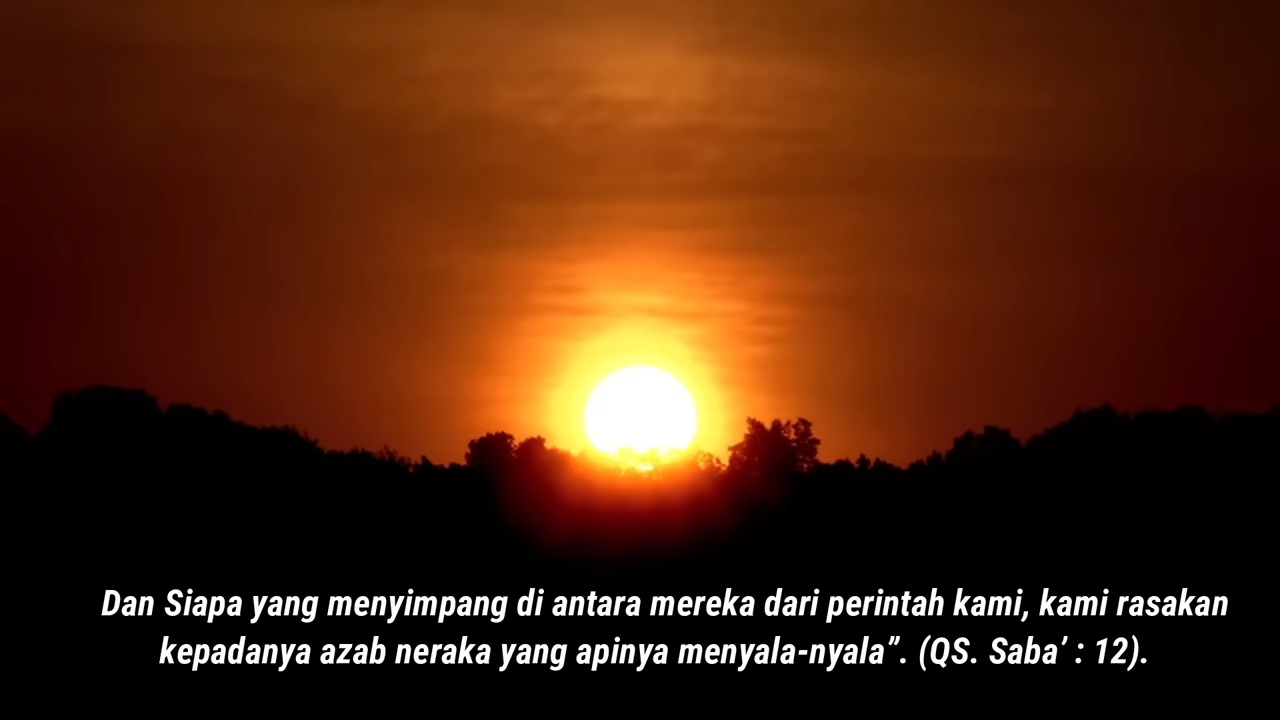 Dan Siapa yang menyimpang di antara mereka dari perintah kami, kami rasakan
kepadanya azab neraka yang apinya menyala-nyala”. (QS. Saba’ : 12).